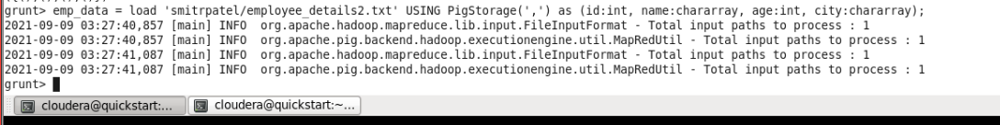 grunt> emp_data = load 'smitrpatel/employee_details2.txt' USING PigStorage(',') as (id:int, name:chararray, age:int, city:chararray);
2021-09-09 03:27:40,857 [main] INFO  org.apache.hadoop.mapreduce.lib.input.FileInputFormat - Total input paths to process : 1
2021-09-09 03:27:40,857 [main] INFO  org.apache.pig.backend.hadoop.executionengine.util.MapRedUtil - Total input paths to process : 1
2021-09-09 03:27:41,087 [main] INFO  org.apache.hadoop.mapreduce.lib.input.FileInputFormat - Total input paths to process : 1
2021-09-09 03:27:41,087 [main] INFO  org.apache.pig.backend.hadoop.executionengine.util.MapRedUtil - Total input paths to process : 1
grunt>
cloudera@quickstart:...
cloudera@quickstart:~...